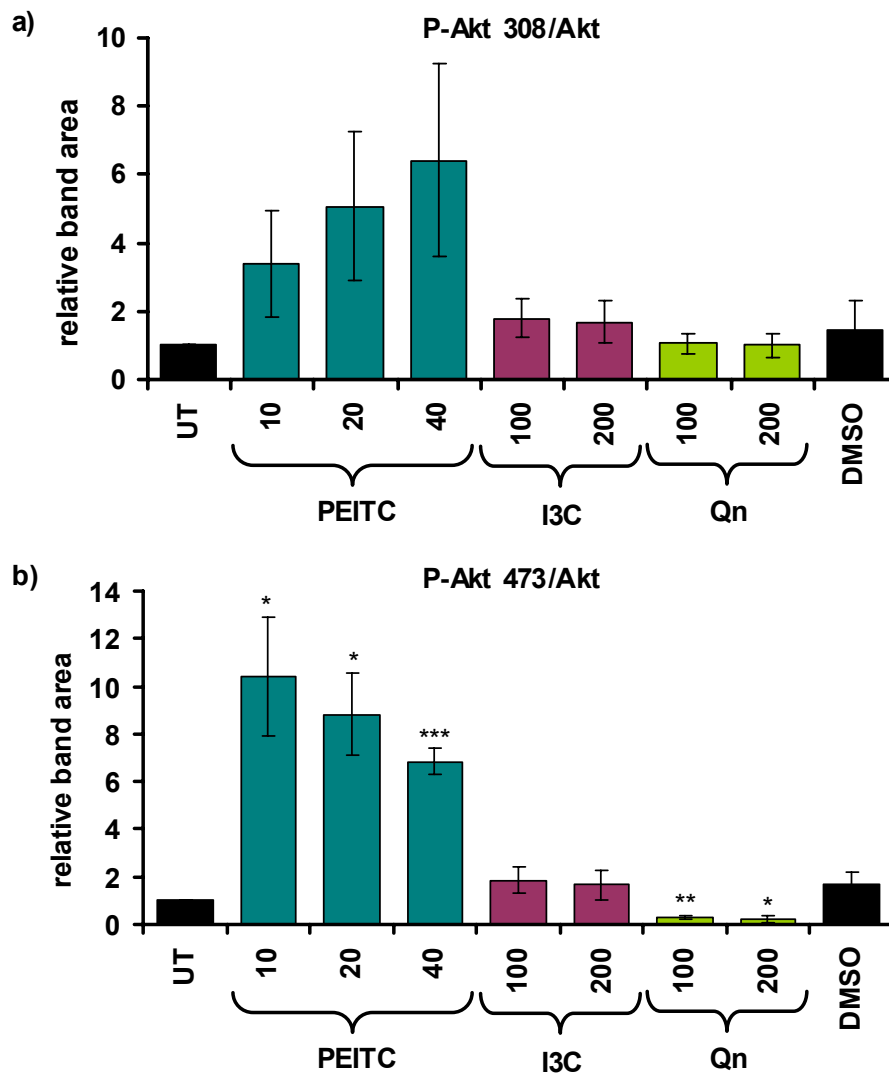 a)
P-Akt 308/Akt
relative band area
10
8
6
4
2
0
UT
10
20
40
100
200
100
200
DMSO
PEITC
I3C
Qn
b)
P-Akt 473/Akt
relative band area
14
12
10
8
6
4
2
0
*
*
***
**
*
UT
10
20
40
100
200
100
200
DMSO
PEITC
I3C
Qn